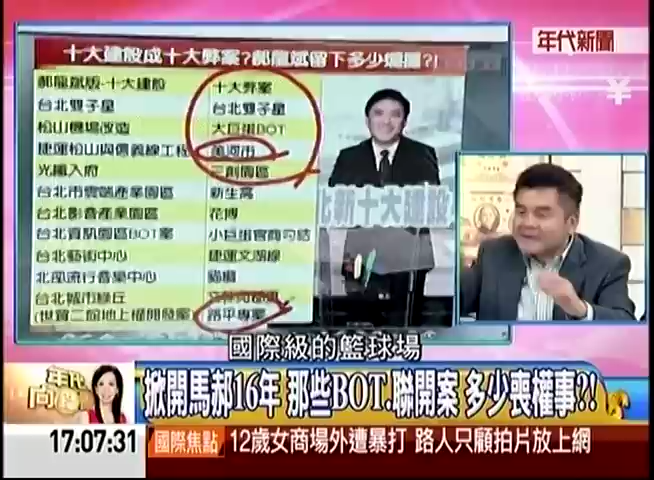 年代新聞
十大建設成十大弊案?郝龍斌留下多少爛攤?!
郝龍斌版-十大建設
十大弊案
台北雙子星
台北雙子星
松山機場改造
大巨蛋BOT
捷運松山與信義線工程
美河市
光纖入府
三創園區
台北市雲端產業園區
新生高
台北影音產業園區
花博
台北資訊園區BOT案
小巨蛋官商勾結
台北藝術中心
捷運文湖線
北區流行音樂中心
貓纜
台北城市綠丘
(世貿二館地上權開發案)
路平專案
北新十大建設
國際級的籃球場
年代
向錢
掀開馬郝16年 那些BOT.聯開案 多少喪權事?!
17:07:31
國際焦點
12歲女商場外遭暴打 路人只顧拍片放上網